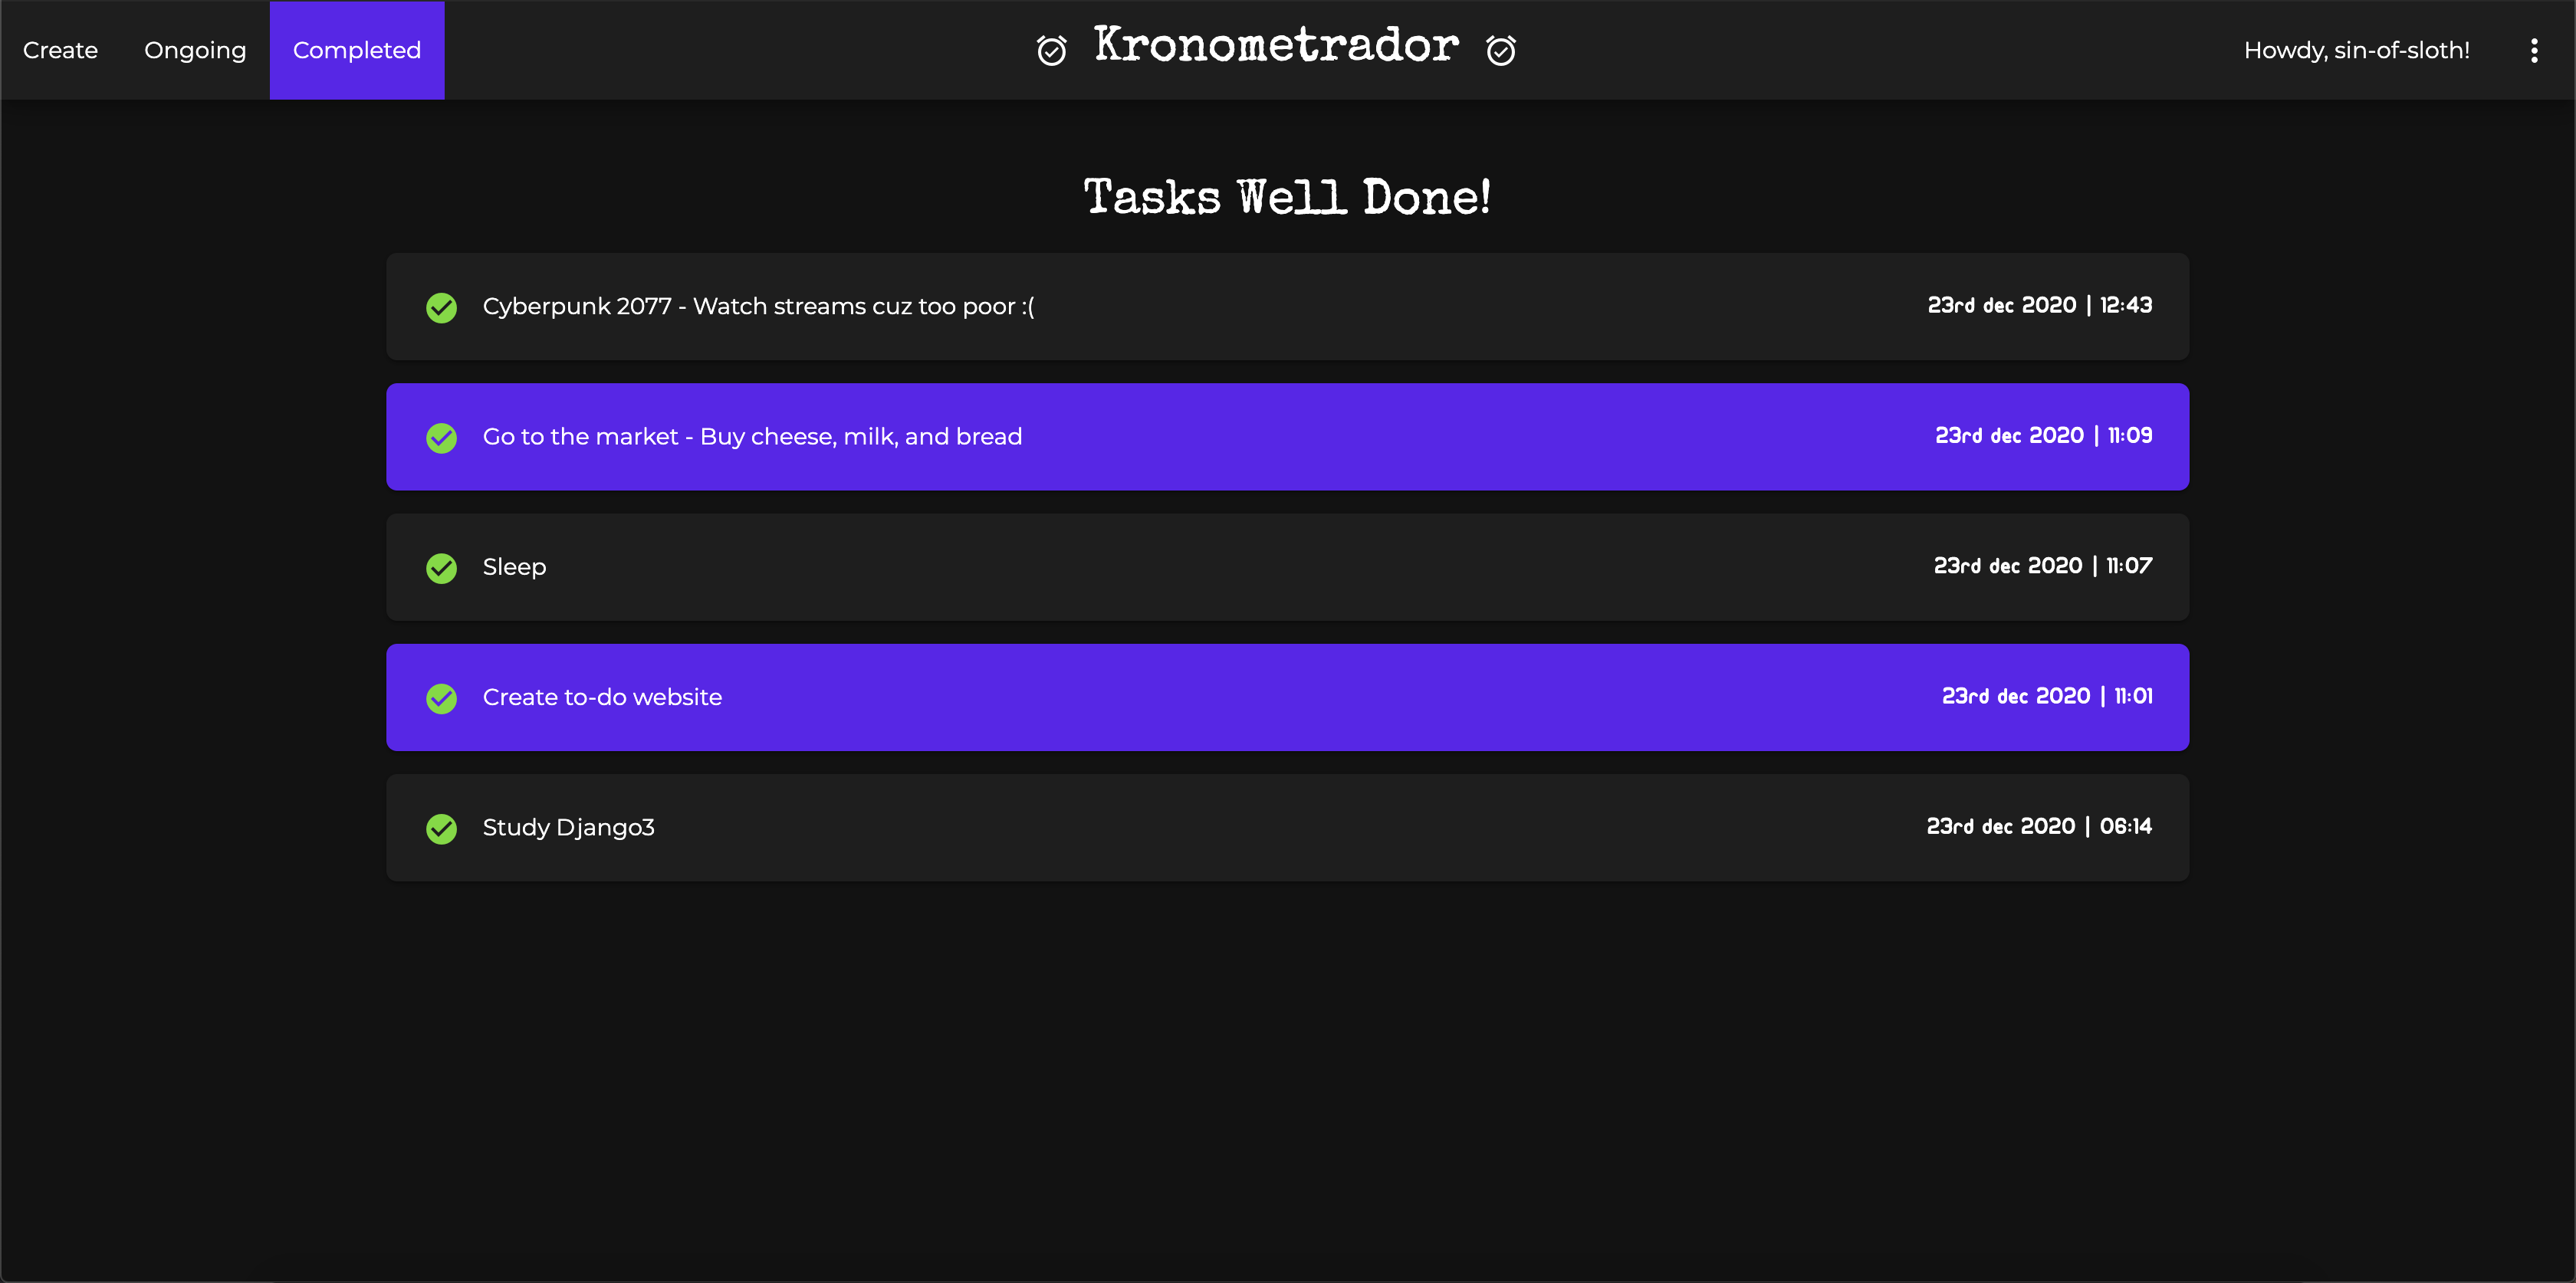 Create Ongoing Completed Kronometrador Howdy, sin-of-sloth!
Tasks Well Done!
Cyberpunk 2077 - Watch streams cuz too poor :( 23rd dec 2020 | 12:43
Go to the market - Buy cheese, milk, and bread 23rd dec 2020 | 11:09
Sleep 23rd dec 2020 | 11:07
Create to-do website 23rd dec 2020 | 11:01
Study Django3 23rd dec 2020 | 06:14